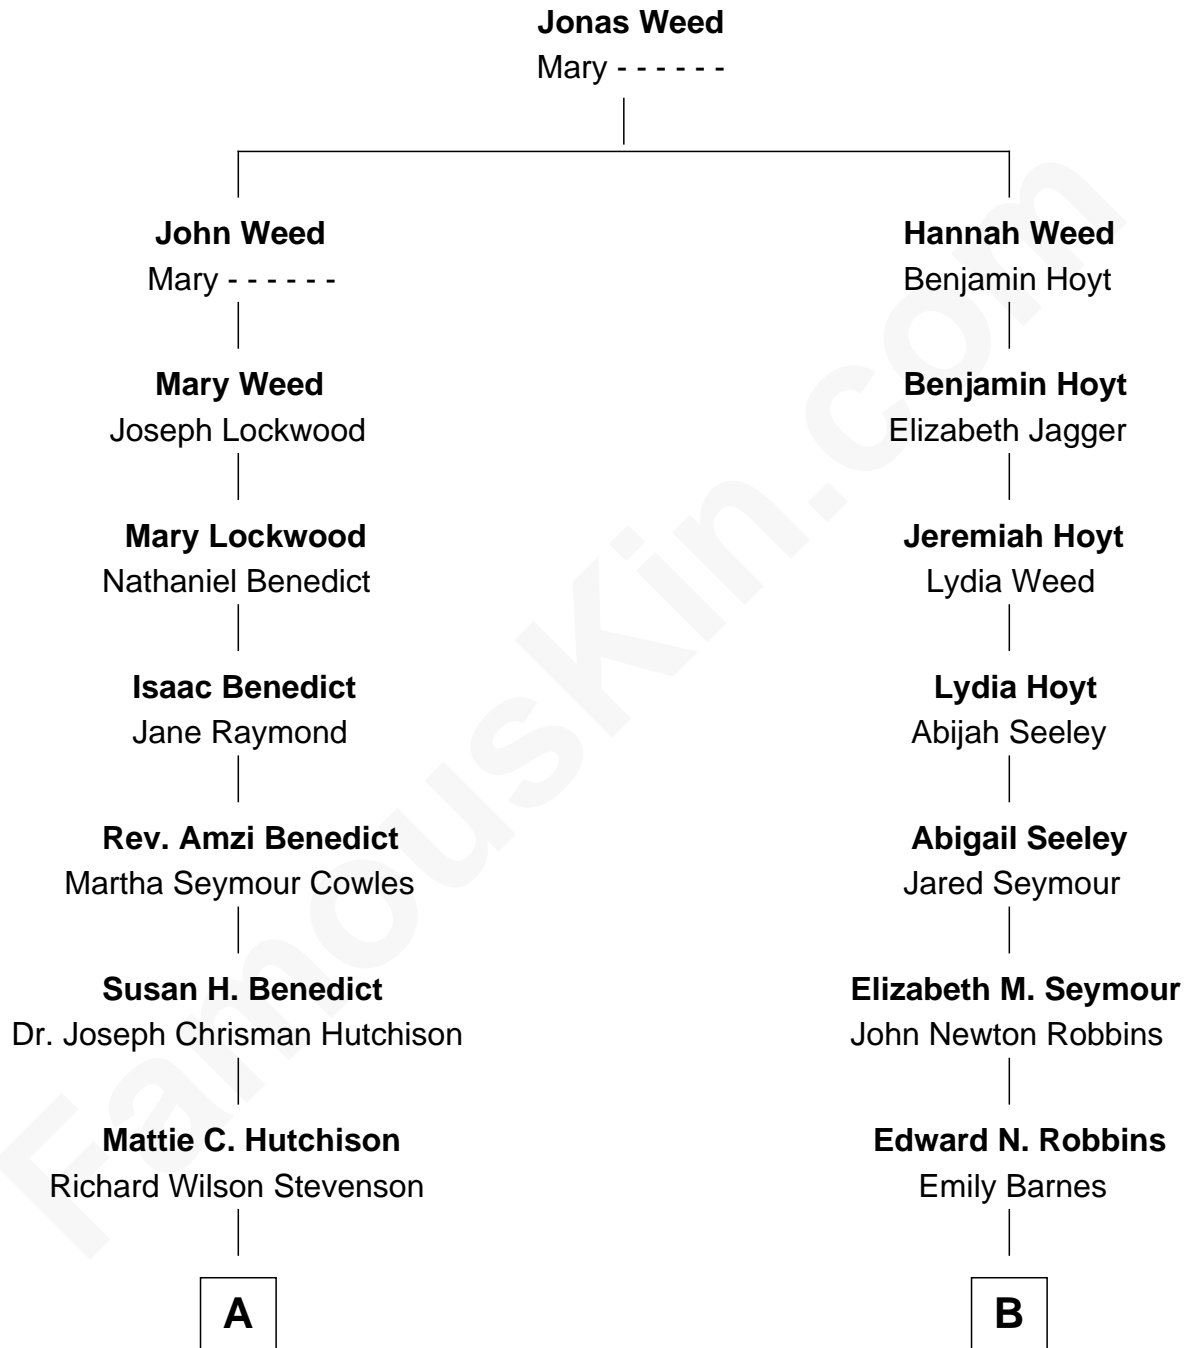 Jonas Weed
Mary - - - - - -
John Weed
Mary - - - - - -
Hannah Weed
Benjamin Hoyt
Mary Weed
Joseph Lockwood
Benjamin Hoyt
Elizabeth Jagger
Mary Lockwood
Nathaniel Benedict
Jeremiah Hoyt
Lydia Weed
Isaac Benedict
Jane Raymond
Lydia Hoyt
Abijah Seeley
Rev. Amzi Benedict
Martha Seymour Cowles
Abigail Seeley
Jared Seymour
Susan H. Benedict
Dr. Joseph Chrisman Hutchison
Elizabeth M. Seymour
John Newton Robbins
Mattie C. Hutchison
Richard Wilson Stevenson
Edward N. Robbins
Emily Barnes
A
B
FamousKin.com